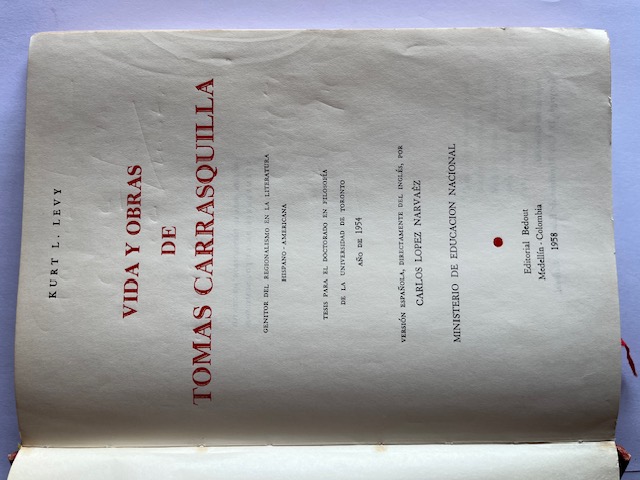 KURT L. LEVY
VIDA Y OBRAS
DE
TOMAS CARRASQUILLA
GENITOR DEL REGIONALISMO EN LA LITERATURA
HISPANO-AMERICANA
TESIS PARA EL DOCTORADO EN FILOSOFÍA
DE LA UNIVERSIDAD DE TORONTO
AÑO DE 1954
VERSIÓN ESPAÑOLA, DIRECTAMENTE DEL INGLÉS, POR
CARLOS LOPEZ NARVAÉZ
MINISTERIO DE EDUCACION NACIONAL
Editorial Bedout
Medellín - Colombia
1958